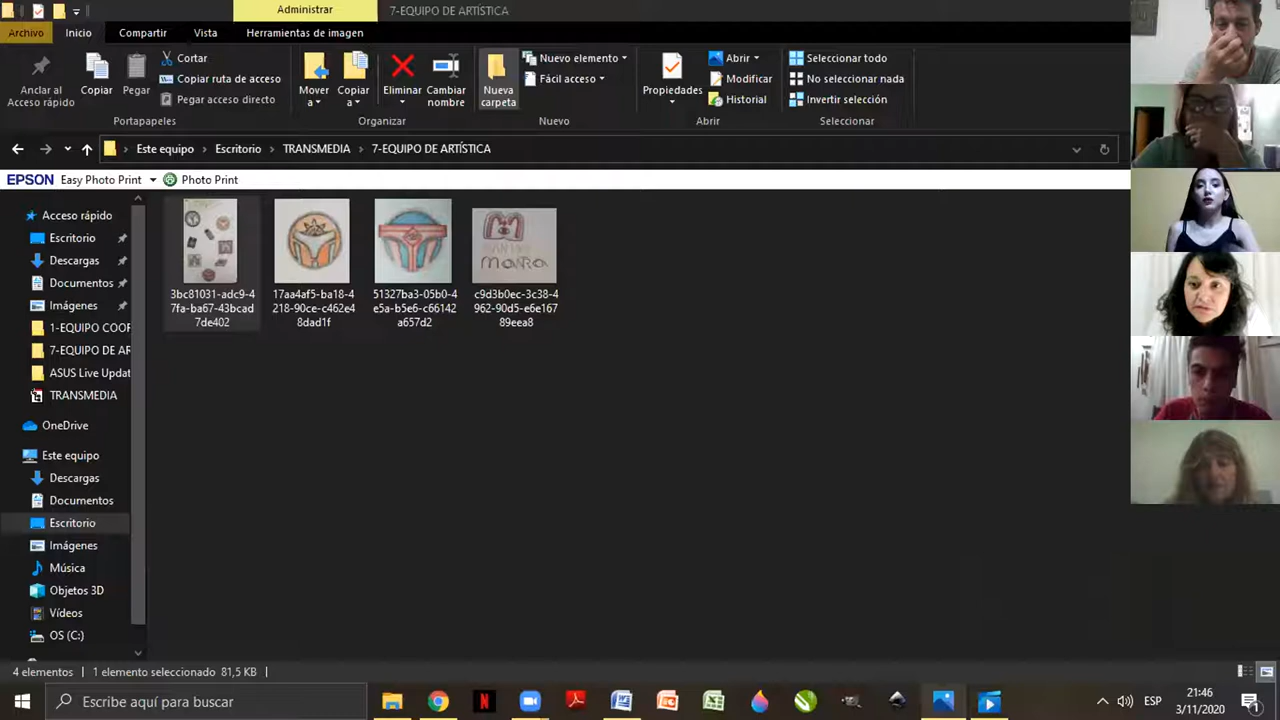 Administrar
7-EQUIPO DE ARTÍSTICA
Archivo
Inicio
Compartir
Vista
Herramientas de imagen
Anclar al
Acceso rápido
Copiar
Pegar
Cortar
Copiar ruta de acceso
Pegar acceso directo
Portapapeles
Mover
a
Copiar
a
Eliminar
Cambiar
nombre
Organizar
Nueva
carpeta
Nuevo elemento
Fácil acceso
Nuevo
Propiedades
Abrir
Modificar
Historial
Abrir
Seleccionar todo
No seleccionar nada
Invertir selección
Seleccionar
Este equipo
Escritorio
TRANSMEDIA
7-EQUIPO DE ARTÍSTICA
EPSON
Easy Photo Print
Photo Print
Acceso rápido
Escritorio
Descargas
Documentos
Imágenes
1-EQUIPO COOF
7-EQUIPO DE AR
ASUS Live Updat
TRANSMEDIA
OneDrive
Este equipo
Descargas
Documentos
Escritorio
Imágenes
Música
Objetos 3D
Vídeos
OS (C:)
3bc81031-adc9-4
7fa-ba67-43bcad
7de402
17aa4af5-ba18-4
218-90ce-c462e4
8dad1f
51327ba3-05b0-4
e5a-b5e6-c66142
a657d2
c9d3b0ec-3c38-4
962-90d5-e6e167
89eea8
4 elementos
1 elemento seleccionado 81,5 KB
Escribe aquí para buscar
ESP
21:46
3/11/2020